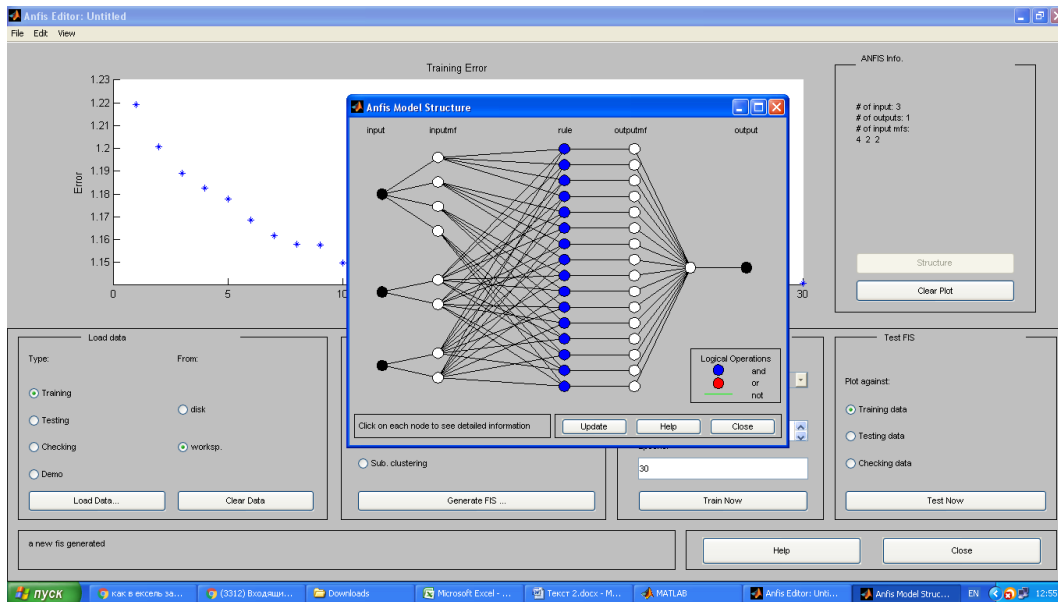 Anfis Editor: Untitled
File Edit View
Training Error
1.23
1.22
1.21
1.2
1.19
1.18
1.17
1.16
1.15
Error
0
5
10
30
ANFIS Info.
# of input: 3
# of outputs: 1
# of input mfs:
4 2 2
Structure
Clear Plot
Anfis Model Structure
input
inputmf
rule
outputmf
output
Logical Operations
and
or
not
Click on each node to see detailed information
Update
Help
Close
Load data
Type:
From:
Training
Testing
Checking
Demo
disk
worksp.
Load Data...
Clear Data
Sub. clustering
Generate FIS ...
30
Train Now
Test FIS
Plot against:
Training data
Testing data
Checking data
Test Now
a new fis generated
Help
Close
пуск
как в ексель за...
(3312) Входящи...
Downloads
Microsoft Excel - ...
Текст 2.docx - M...
MATLAB
Anfis Editor: Unti...
Anfis Model Struc...
EN
12:55